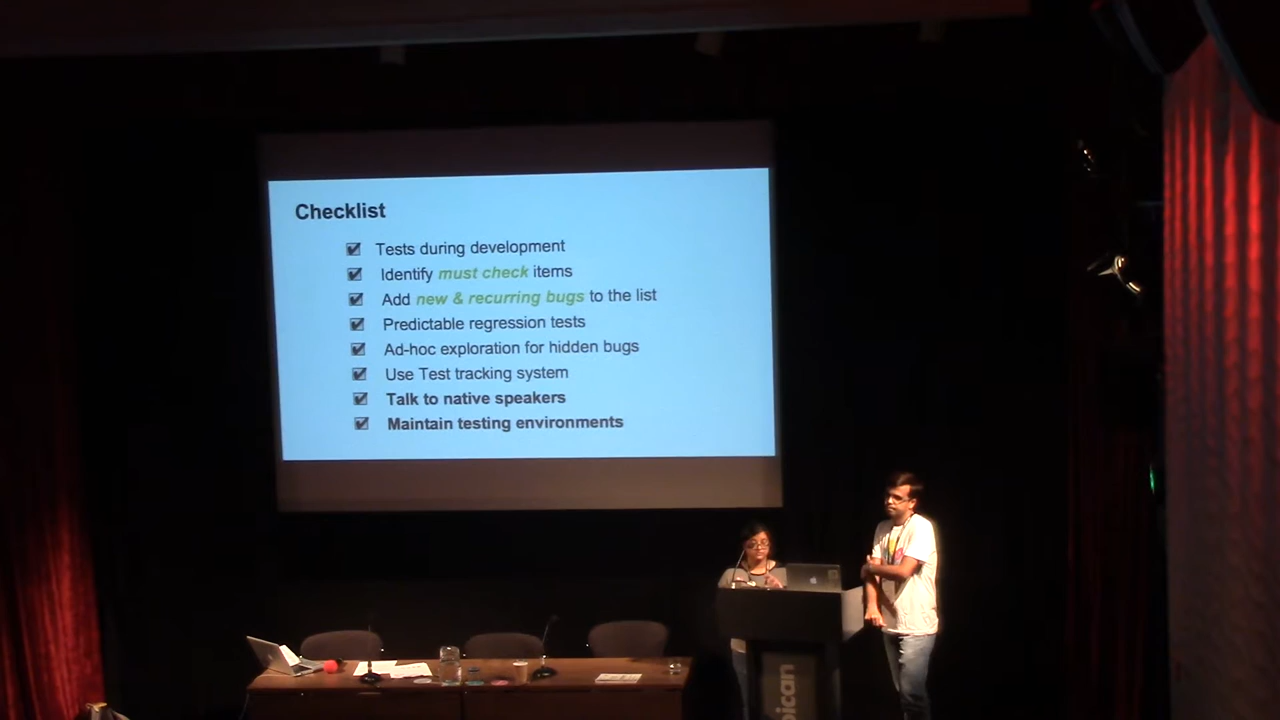 Checklist
Tests during development
Identify must check items
Add new & recurring bugs to the list
Predictable regression tests
Ad-hoc exploration for hidden bugs
Use Test tracking system
Talk to native speakers
Maintain testing environments
bican